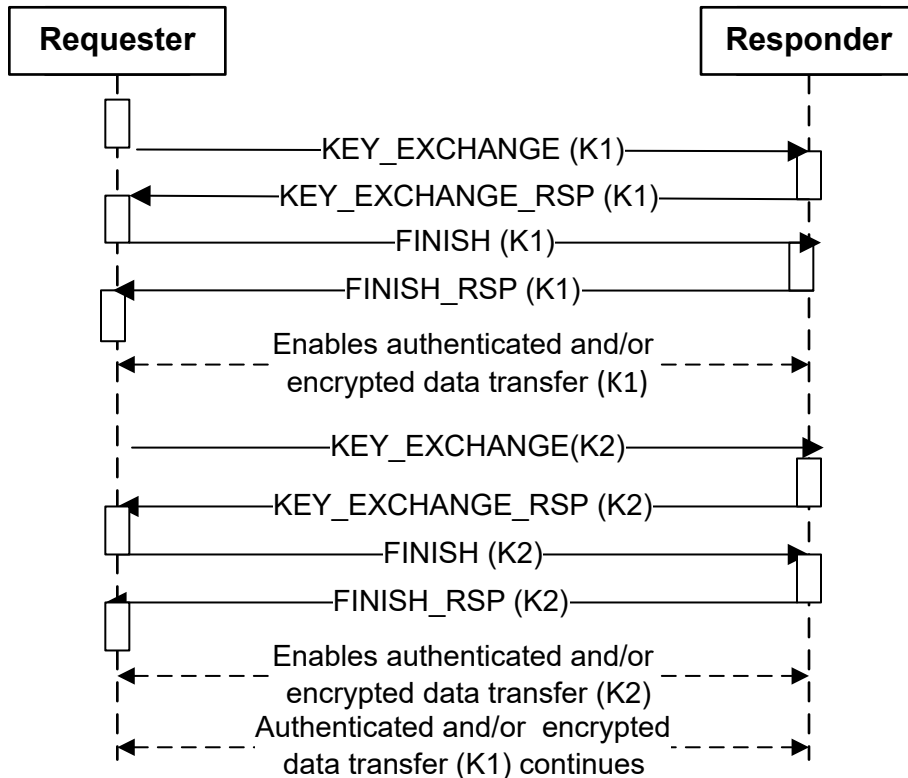 Requester
Responder
KEY_EXCHANGE (K1)
KEY_EXCHANGE_RSP (K1)
FINISH (K1)
FINISH_RSP (K1)
Enables authenticated and/or
encrypted data transfer (K1)
KEY_EXCHANGE(K2)
KEY_EXCHANGE_RSP (K2)
FINISH (K2)
FINISH_RSP (K2)
Enables authenticated and/or
encrypted data transfer (K2)
Authenticated and/or encrypted
data transfer (K1) continues